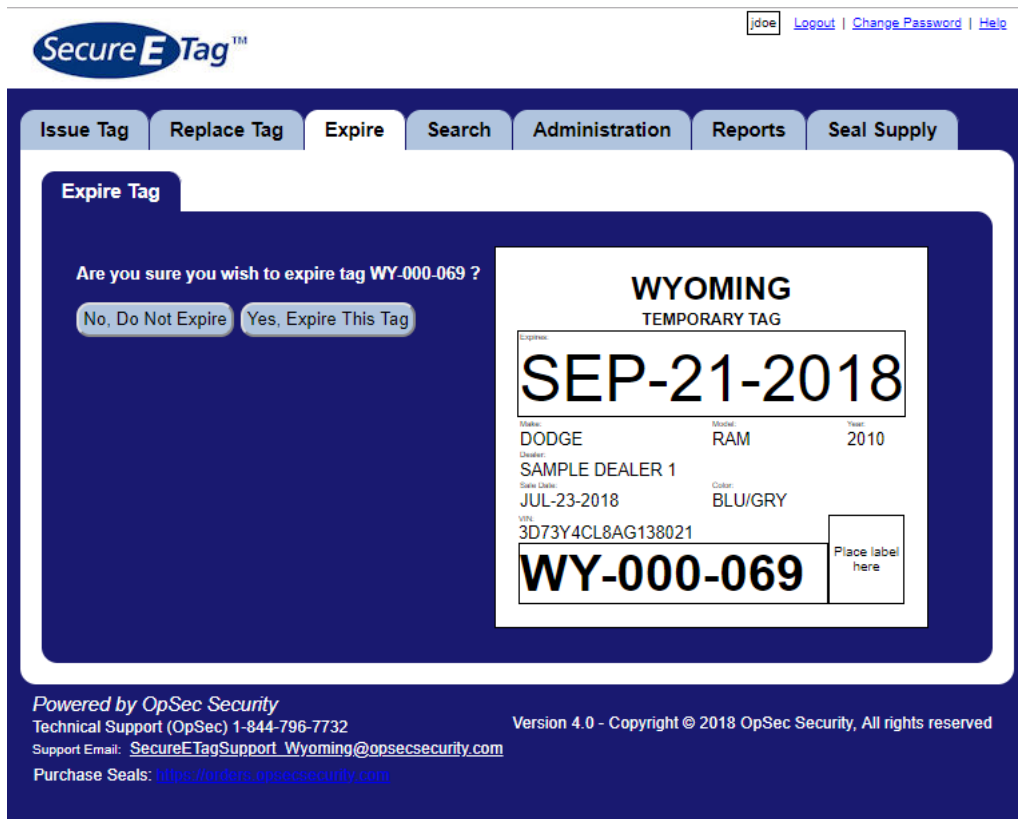 jdoe Logout | Change Password | Help
Secure E Tag™
Issue Tag Replace Tag Expire Search Administration Reports Seal Supply
Expire Tag
Are you sure you wish to expire tag WY-000-069 ?
No, Do Not Expire Yes, Expire This Tag
WYOMING
TEMPORARY TAG
Expires:
SEP-21-2018
Make: Model: Year:
DODGE RAM 2010
Dealer:
SAMPLE DEALER 1
Sale Date: Color:
JUL-23-2018 BLU/GRY
VIN:
3D73Y4CL8AG138021
WY-000-069
Place label
here
Powered by OpSec Security
Technical Support (OpSec) 1-844-796-7732
Support Email: SecureETagSupport_Wyoming@opsecsecurity.com
Purchase Seals: https://orders.opsecsecurity.com
Version 4.0 - Copyright © 2018 OpSec Security, All rights reserved